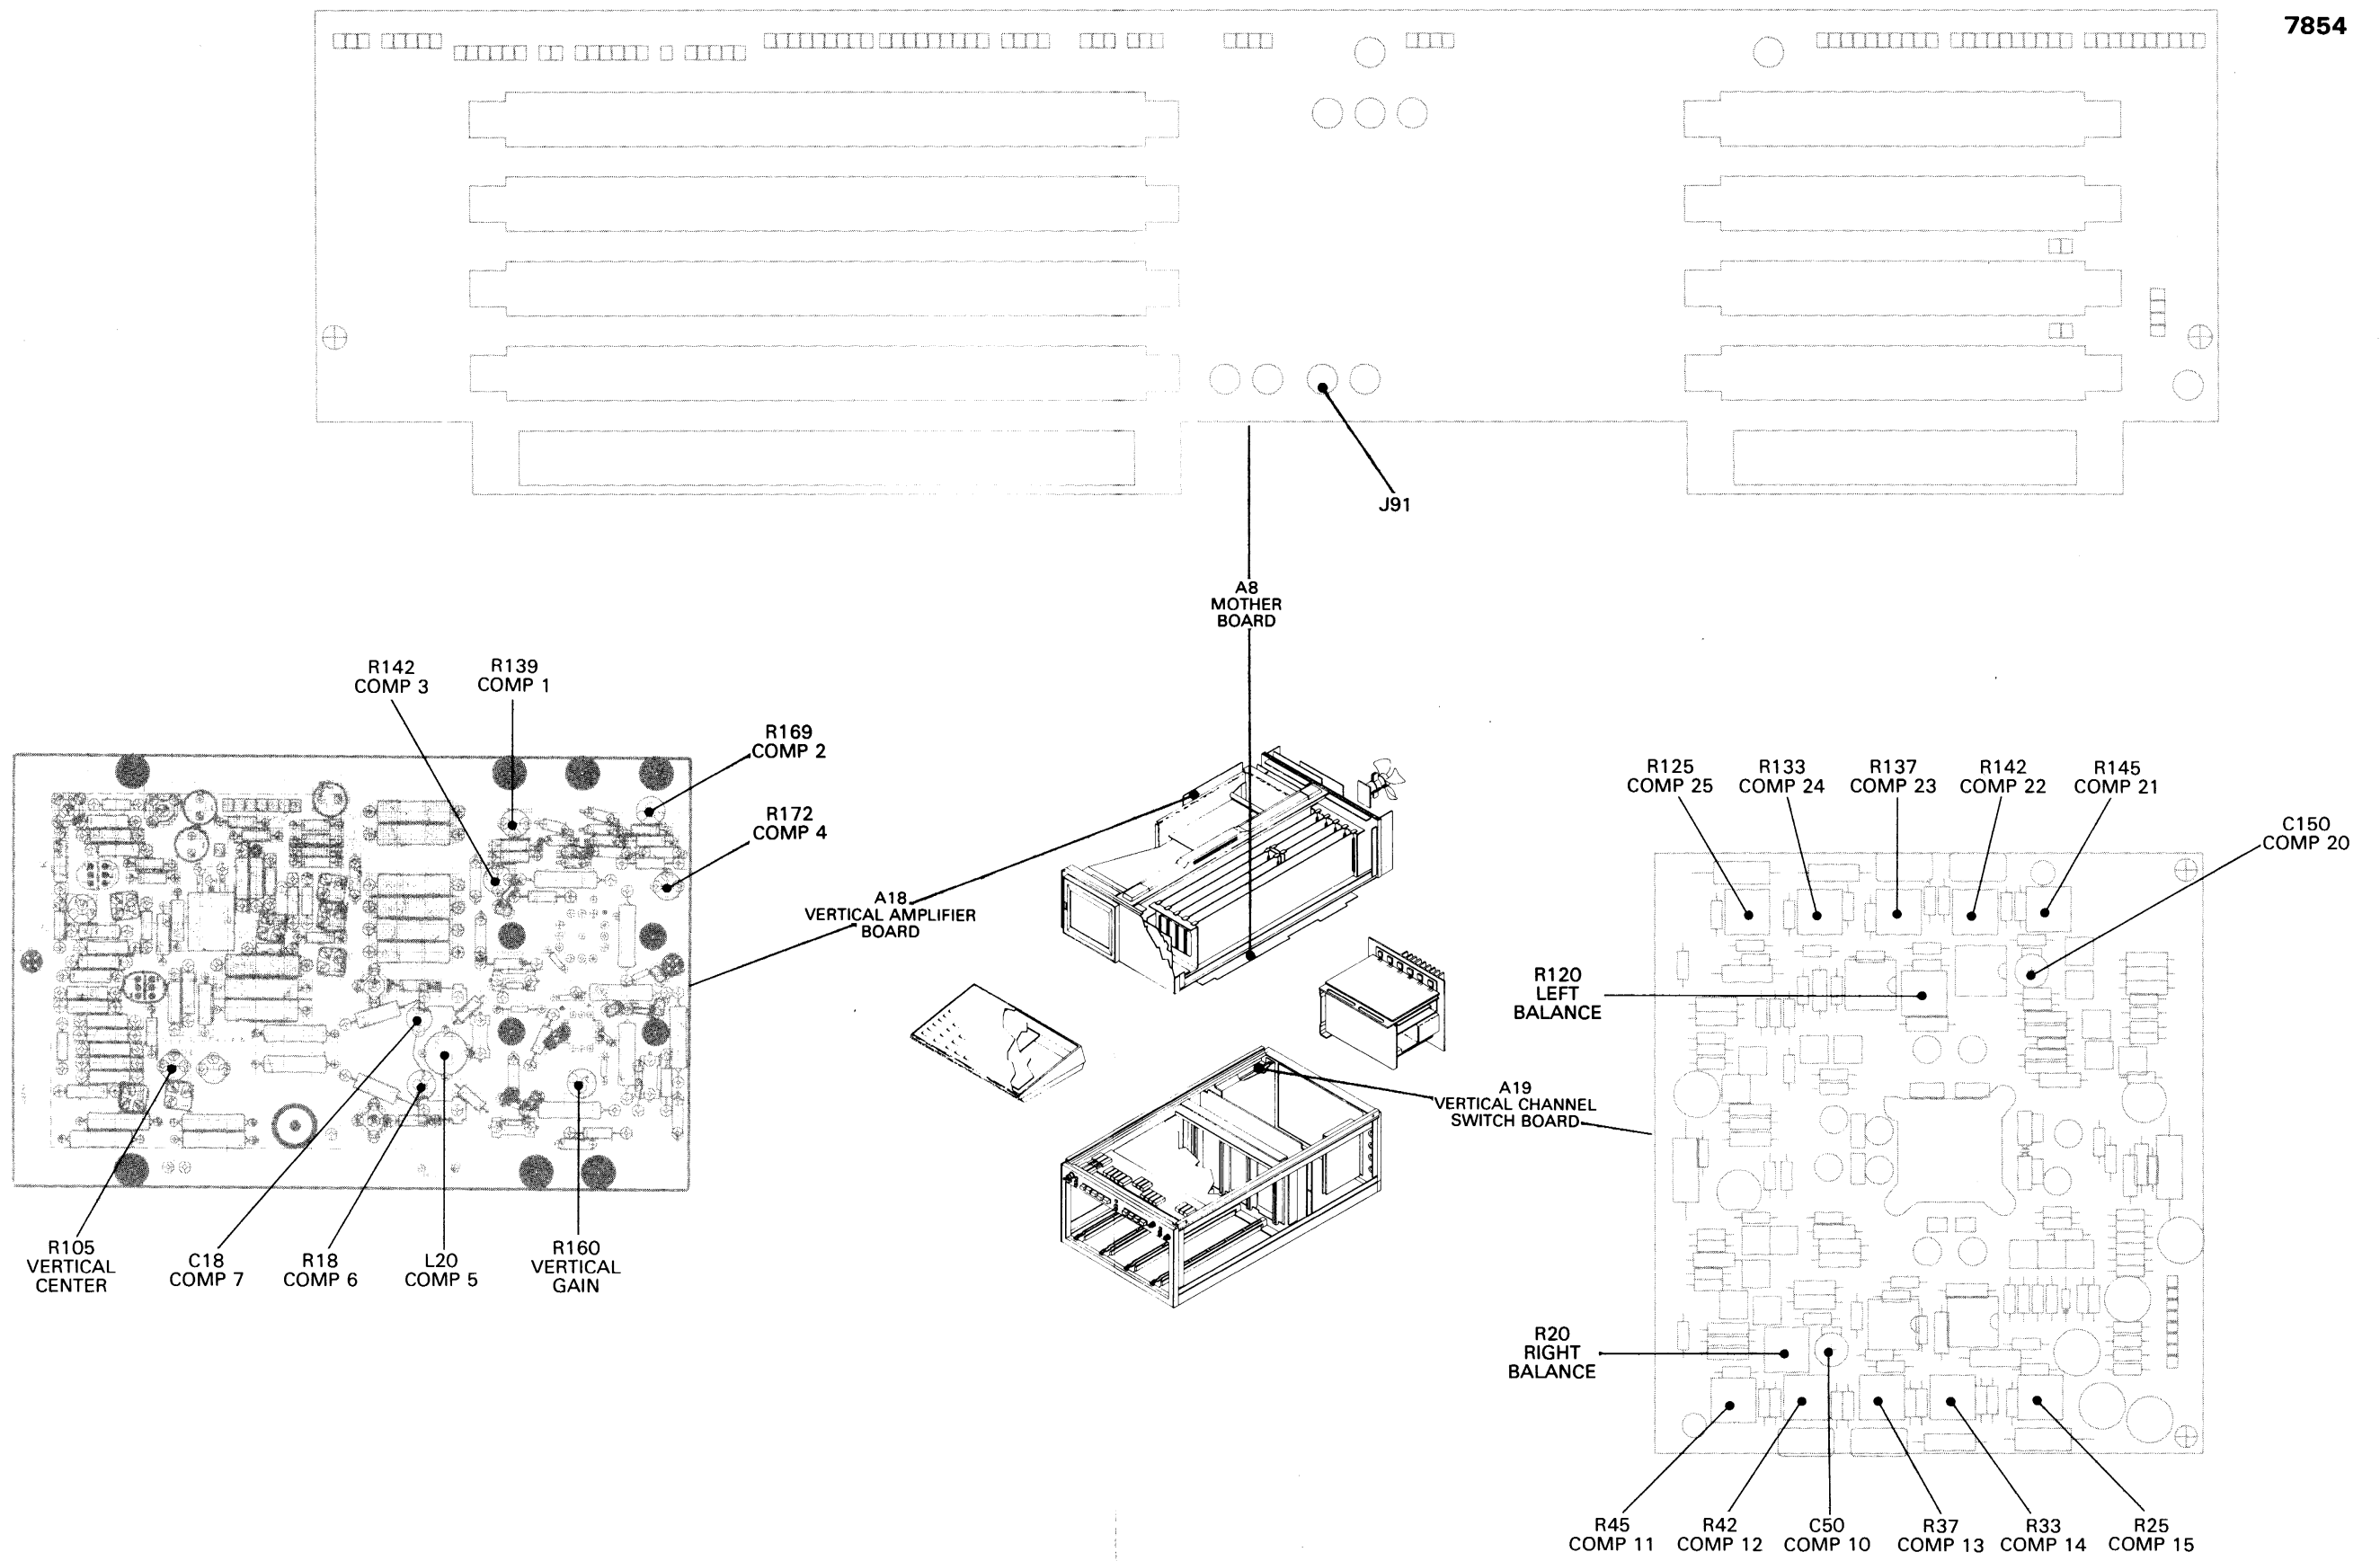 7854
J91
A8
MOTHER
BOARD
R142
COMP 3
R139
COMP 1
R169
COMP 2
R172
COMP 4
A18
VERTICAL AMPLIFIER
BOARD
R105
VERTICAL
CENTER
C18
COMP 7
R18
COMP 6
L20
COMP 5
R160
VERTICAL
GAIN
A19
VERTICAL CHANNEL
SWITCH BOARD
R125
COMP 25
R133
COMP 24
R137
COMP 23
R142
COMP 22
R145
COMP 21
C150
COMP 20
R120
LEFT
BALANCE
R20
RIGHT
BALANCE
R45
COMP 11
R42
COMP 12
C50
COMP 10
R37
COMP 13
R33
COMP 14
R25
COMP 15